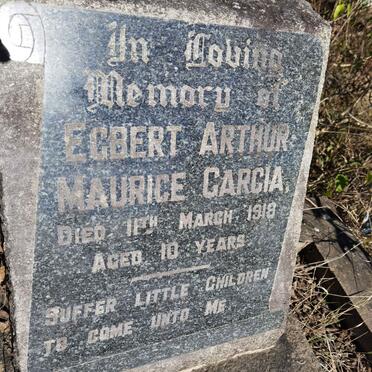 In Loving
Memory of
EGBERT ARTHUR
MAURICE GARCIA,
DIED 11TH MARCH, 1918
AGED 10 YEARS
SUFFER LITTLE CHILDREN
TO COME UNTO ME.